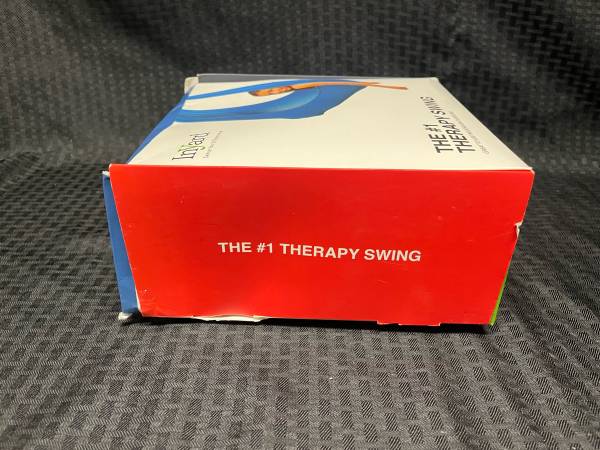 InYard
THE #1
THERAPY SWING
THE #1 THERAPY SWING